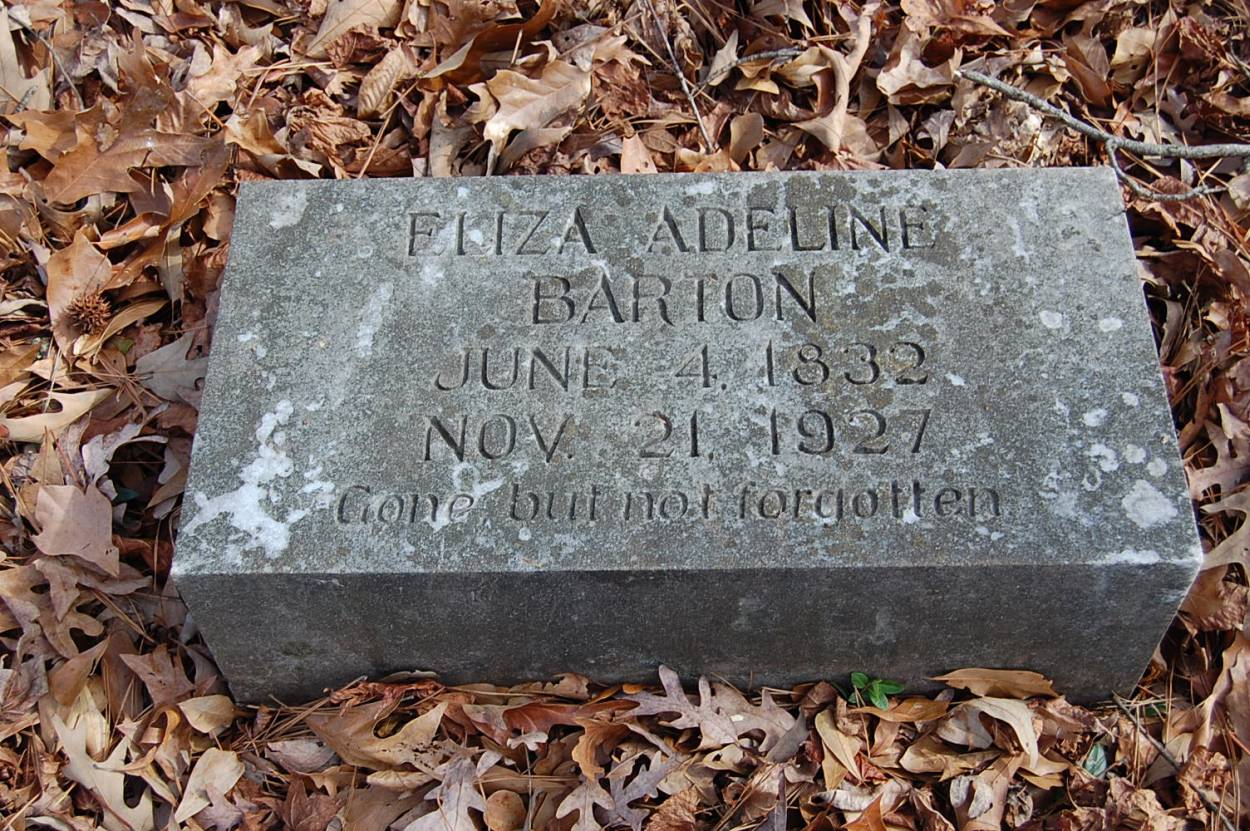 ELIZA ADELINE
BARTON
JUNE 4, 1832
NOV. 21, 1927
Gone but not forgotten.